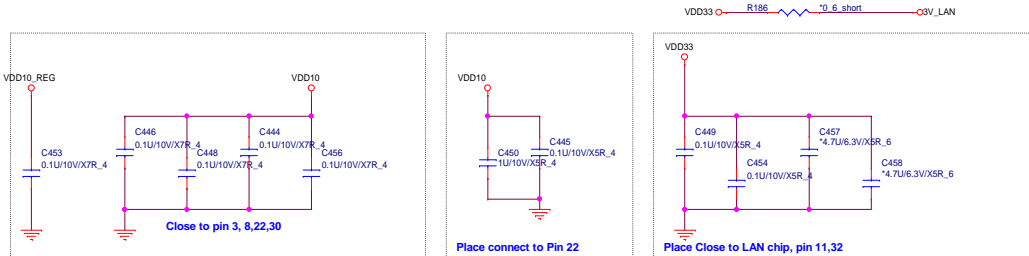 VDD33 R186 *0_6_short 3V_LAN
VDD10_REG
VDD10
C453
0.1U/10V/X7R_4
C446
0.1U/10V/X7R_4
C448
0.1U/10V/X7R_4
C444
0.1U/10V/X7R_4
C456
0.1U/10V/X7R_4
Close to pin 3, 8,22,30
VDD10
C450
1U/10V/X5R_4
C445
0.1U/10V/X5R_4
Place connect to Pin 22
VDD33
C449
0.1U/10V/X5R_4
C454
0.1U/10V/X5R_4
C457
*4.7U/6.3V/X5R_6
C458
*4.7U/6.3V/X5R_6
Place Close to LAN chip, pin 11,32